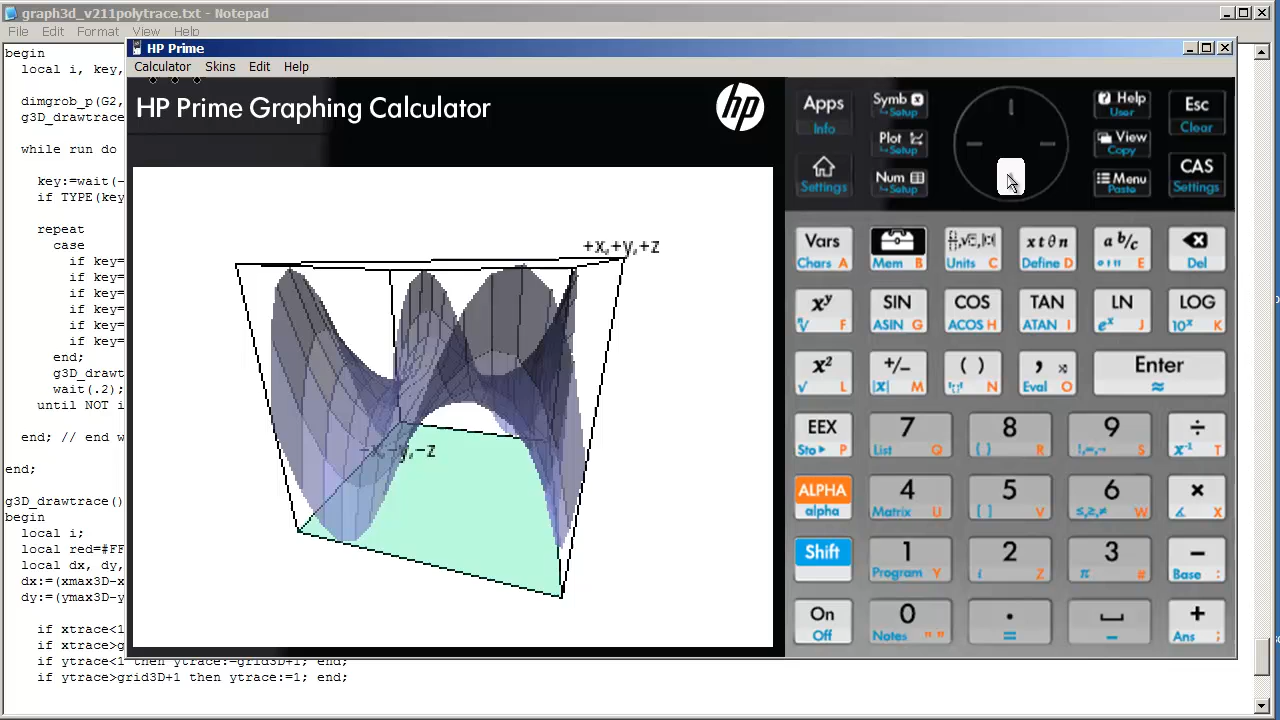 graph3d_v211polytrace.txt - Notepad
File Edit Format View Help
begin
local i, key,
dimgrob_p(G2,
g3D_drawtrace
while run do
key:=wait(-
if TYPE(key
repeat
case
if key=
if key=
if key=
if key=
if key=
if key=
end;
g3D_drawt
wait(.2);
until NOT i
end; // end w
end;
g3D_drawtrace()
begin
local i;
local red=#FF
local dx, dy,
dx:=(xmax3D-x
dy:=(ymax3D-y
if xtrace<1
if xtrace>g
if ytrace<1 then ytrace:=grid3D+1; end;
if ytrace>grid3D+1 then ytrace:=1; end;
HP Prime
Calculator Skins Edit Help
HP Prime Graphing Calculator
hp
+x,+y,+z
Apps
Info
Symb
Setup
Plot
Setup
Num
Setup
Settings
Help
User
View
Copy
Menu
Paste
Esc
Clear
CAS
Settings
Vars
Chars A
Mem B
Units C
x t θ n
Define D
a b/c
E
Del
xʸ
F
SIN
ASIN G
COS
ACOS H
TAN
ATAN I
LN
eˣ J
LOG
10ˣ K
x²
√ L
+/−
|x| M
( )
N
,
Eval O
Enter
≈
EEX
Sto▸ P
7
List Q
8
{ } R
9
!,∞,→ S
÷
x⁻¹ T
ALPHA
alpha
4
Matrix U
5
[ ] V
6
≤,≥,≠ W
×
∡ X
Shift
1
Program Y
2
i Z
3
π #
−
Base :
On
Off
0
Notes " "
.
=
_
+
Ans ;